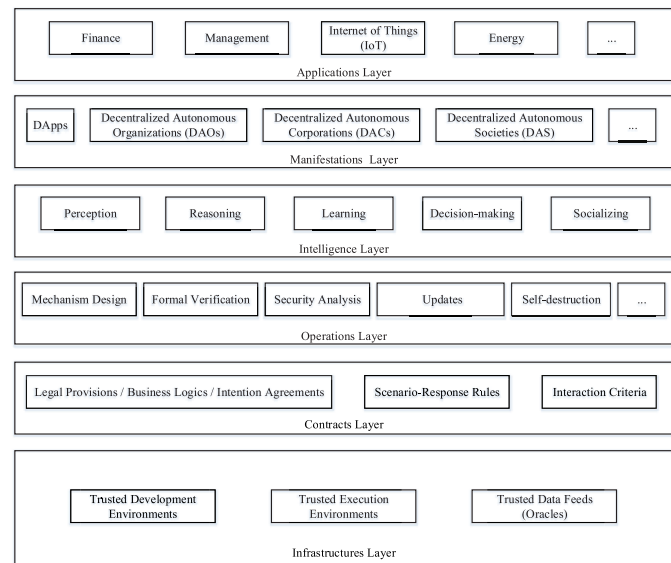 Finance Management Internet of Things Energy ...
(IoT)
Applications Layer
DApps Decentralized Autonomous Decentralized Autonomous Decentralized Autonomous ...
Organizations (DAOs) Corporations (DACs) Societies (DAS)
Manifestations Layer
Perception Reasoning Learning Decision-making Socializing
Intelligence Layer
Mechanism Design Formal Verification Security Analysis Updates Self-destruction ...
Operations Layer
Legal Provisions / Business Logics / Intention Agreements Scenario-Response Rules Interaction Criteria
Contracts Layer
Trusted Development Trusted Execution Trusted Data Feeds
Environments Environments (Oracles)
Infrastructures Layer